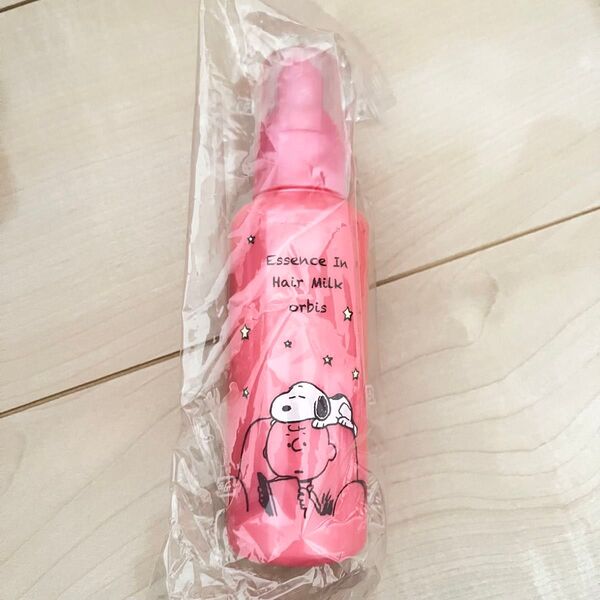 Essence In
Hair Milk
orbis